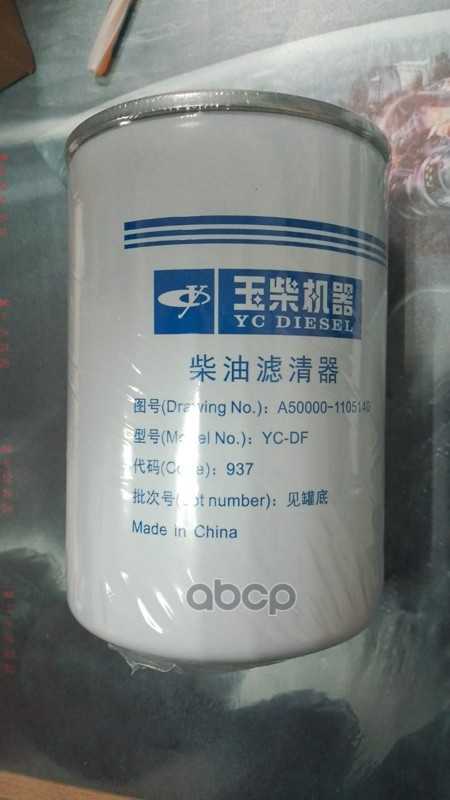 玉柴机器
YC DIESEL
柴油滤清器
图号(Drawing No.): A50000-1105140
型号(Model No.): YC-DF
代码(Code): 937
批次号(Lot number): 见罐底
Made In China
abcp